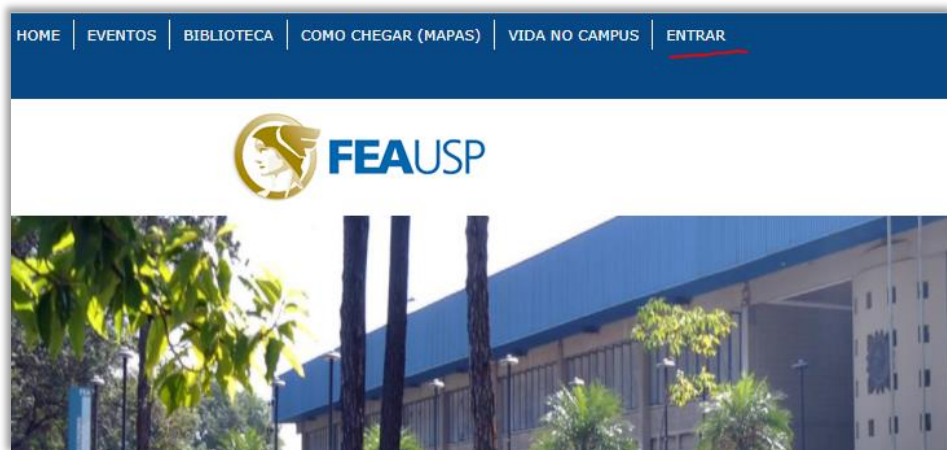 HOME EVENTOS BIBLIOTECA COMO CHEGAR (MAPAS) VIDA NO CAMPUS ENTRAR
FEAUSP